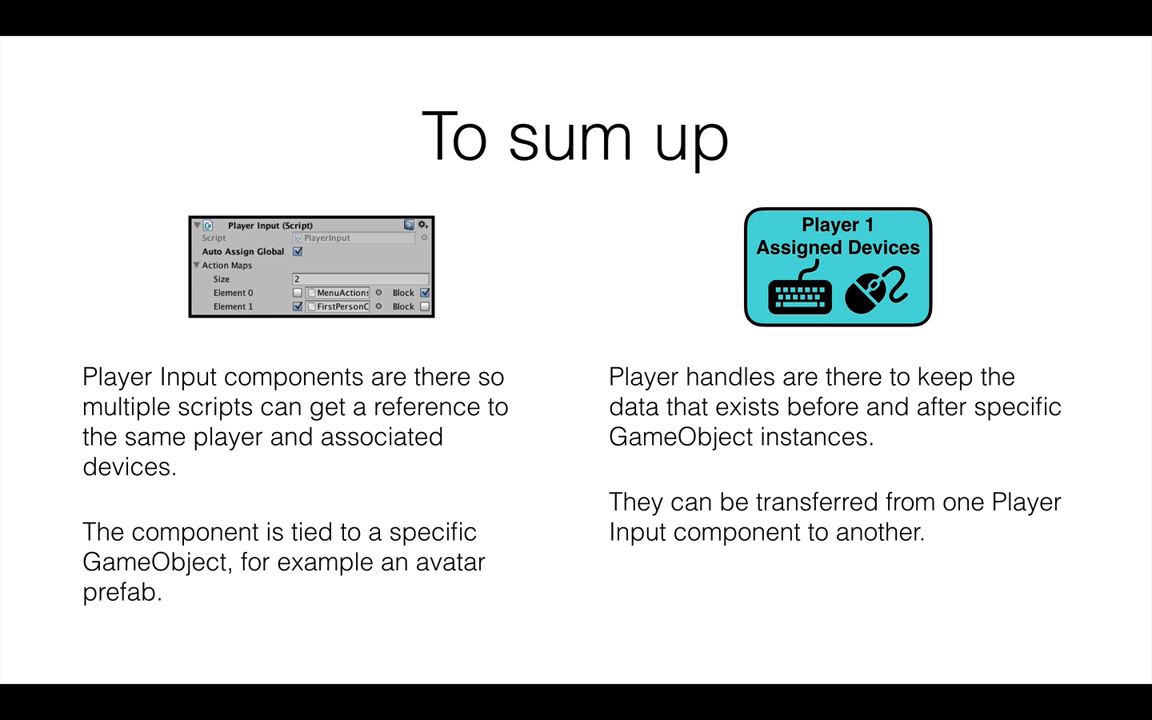 To sum up
Player Input (Script)
Script PlayerInput
Auto Assign Global
Action Maps
Size 2
Element 0 MenuActions Block
Element 1 FirstPersonC Block
Player 1
Assigned Devices
Player Input components are there so
multiple scripts can get a reference to
the same player and associated
devices.
The component is tied to a specific
GameObject, for example an avatar
prefab.
Player handles are there to keep the
data that exists before and after specific
GameObject instances.
They can be transferred from one Player
Input component to another.